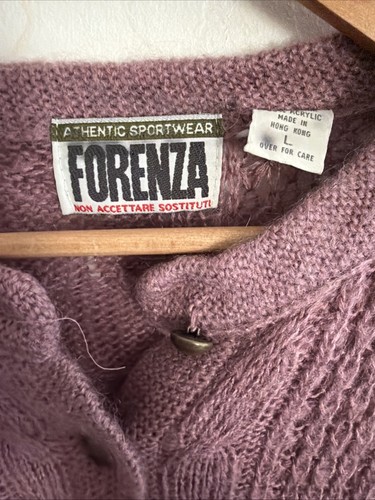 ATHENTIC SPORTWEAR
FORENZA
NON ACCETTARE SOSTITUTI
ACRYLIC
MADE IN
HONG KONG
L
OVER FOR CARE